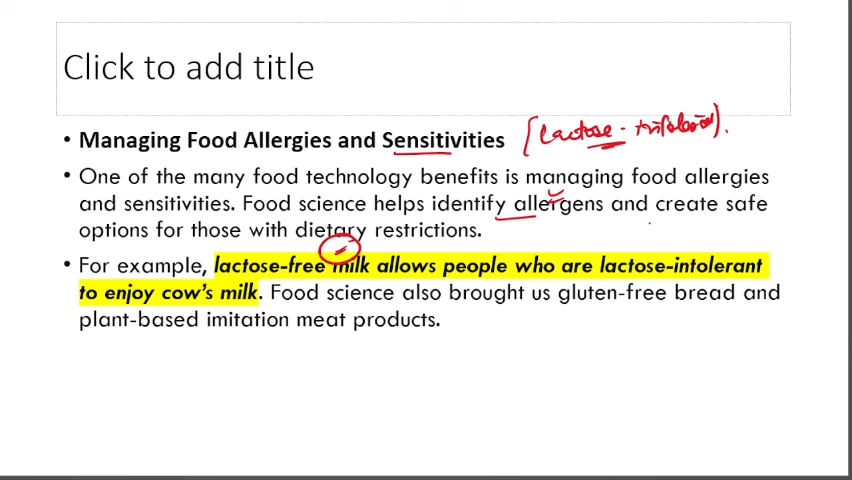 Click to add title
• Managing Food Allergies and Sensitivities [lactose-
• One of the many food technology benefits is managing food allergies
and sensitivities. Food science helps identify allergens and create safe
options for those with dietary restrictions.
• For example, lactose-free milk allows people who are lactose-intolerant
to enjoy cow's milk. Food science also brought us gluten-free bread and
plant-based imitation meat products.